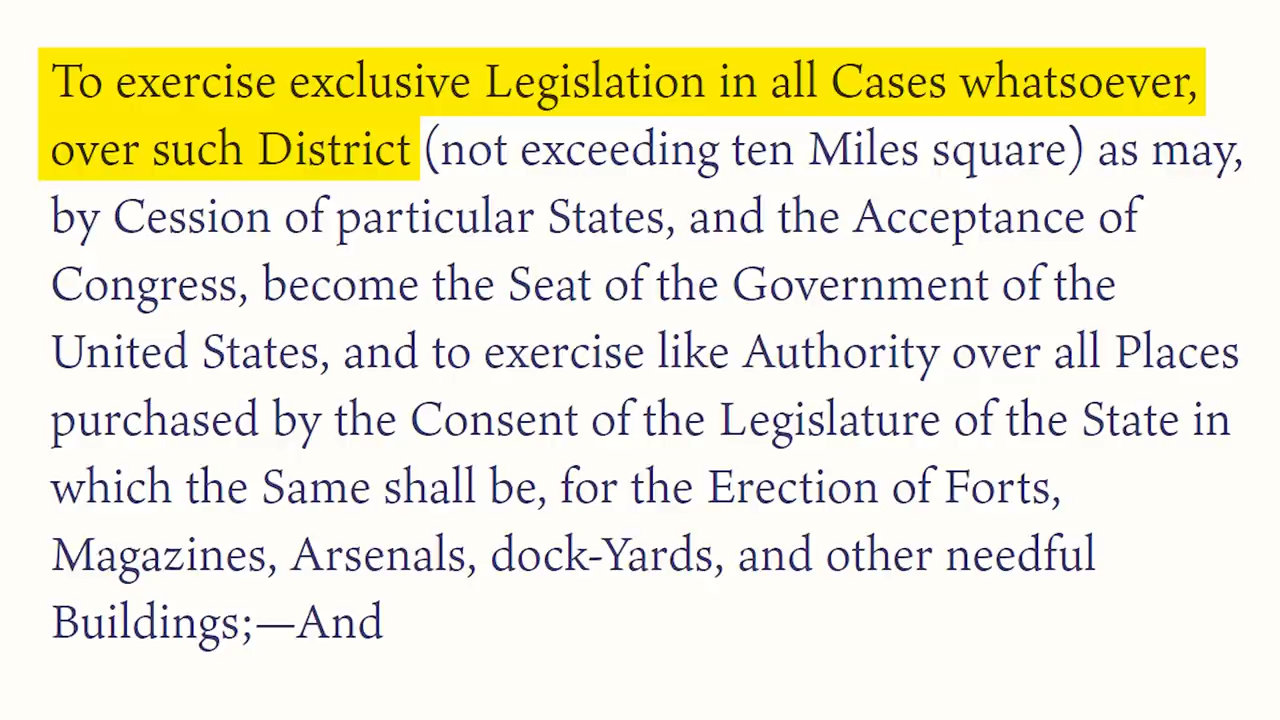 To exercise exclusive Legislation in all Cases whatsoever,
over such District (not exceeding ten Miles square) as may,
by Cession of particular States, and the Acceptance of
Congress, become the Seat of the Government of the
United States, and to exercise like Authority over all Places
purchased by the Consent of the Legislature of the State in
which the Same shall be, for the Erection of Forts,
Magazines, Arsenals, dock-Yards, and other needful
Buildings;—And